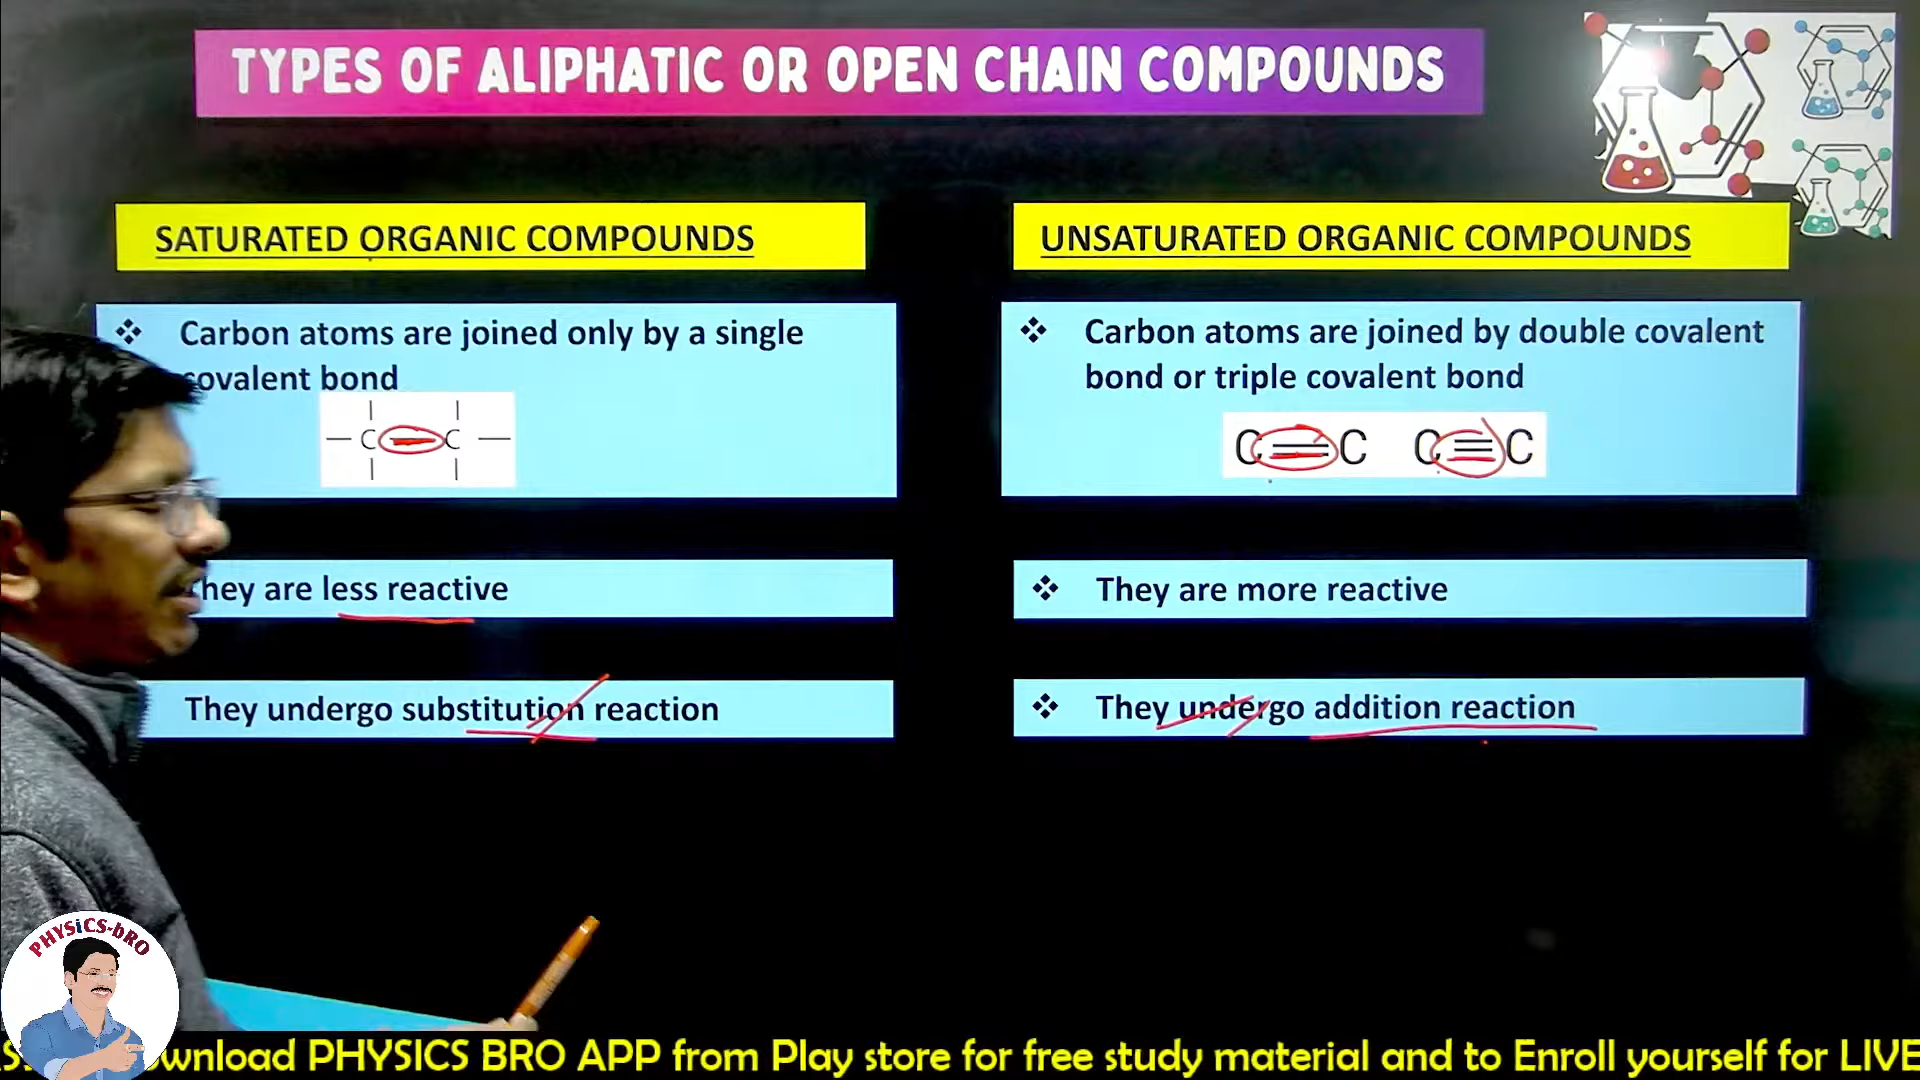 TYPES OF ALIPHATIC OR OPEN CHAIN COMPOUNDS
SATURATED ORGANIC COMPOUNDS
❖ Carbon atoms are joined only by a single
covalent bond
— C — C —
They are less reactive
They undergo substitution reaction
UNSATURATED ORGANIC COMPOUNDS
❖ Carbon atoms are joined by double covalent
bond or triple covalent bond
C=C C≡C
❖ They are more reactive
❖ They undergo addition reaction
PHYSiCS-bRO
wnload PHYSICS BRO APP from Play store for free study material and to Enroll yourself for LIVE